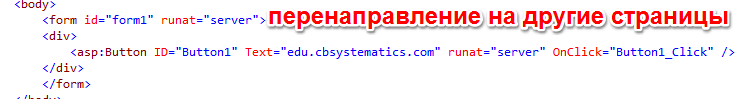 <body>
<form id="form1" runat="server"> перенаправление на другие страницы
<div>
<asp:Button ID="Button1" Text="edu.cbsystematics.com" runat="server" OnClick="Button1_Click" />
</div>
</form>
</body>